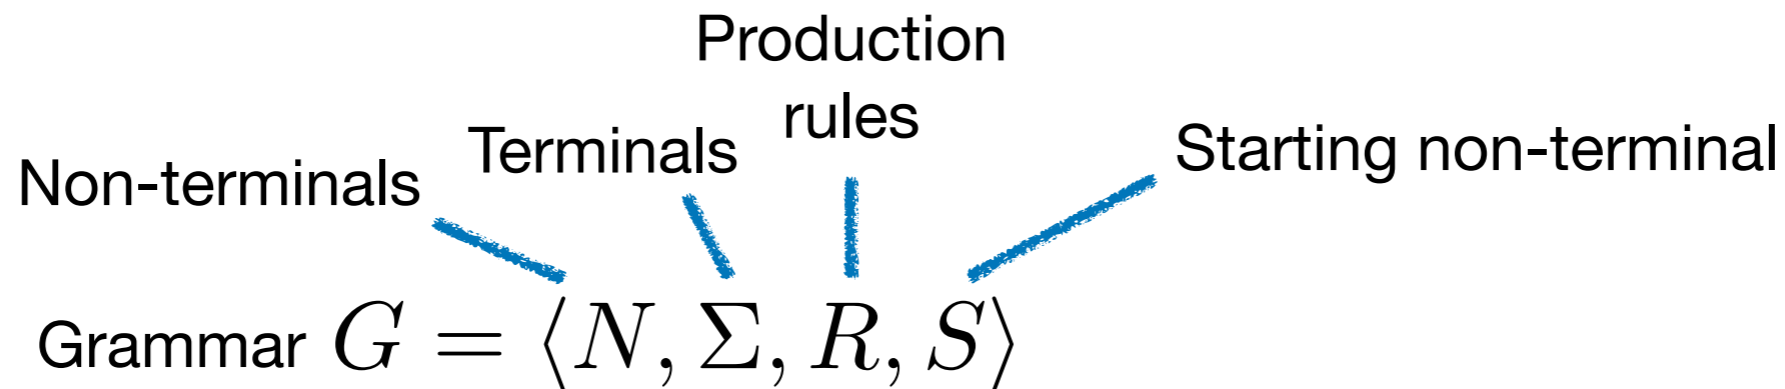 Production
rules
Terminals
Starting non-terminal
Non-terminals
Grammar G = ⟨N, Σ, R, S⟩